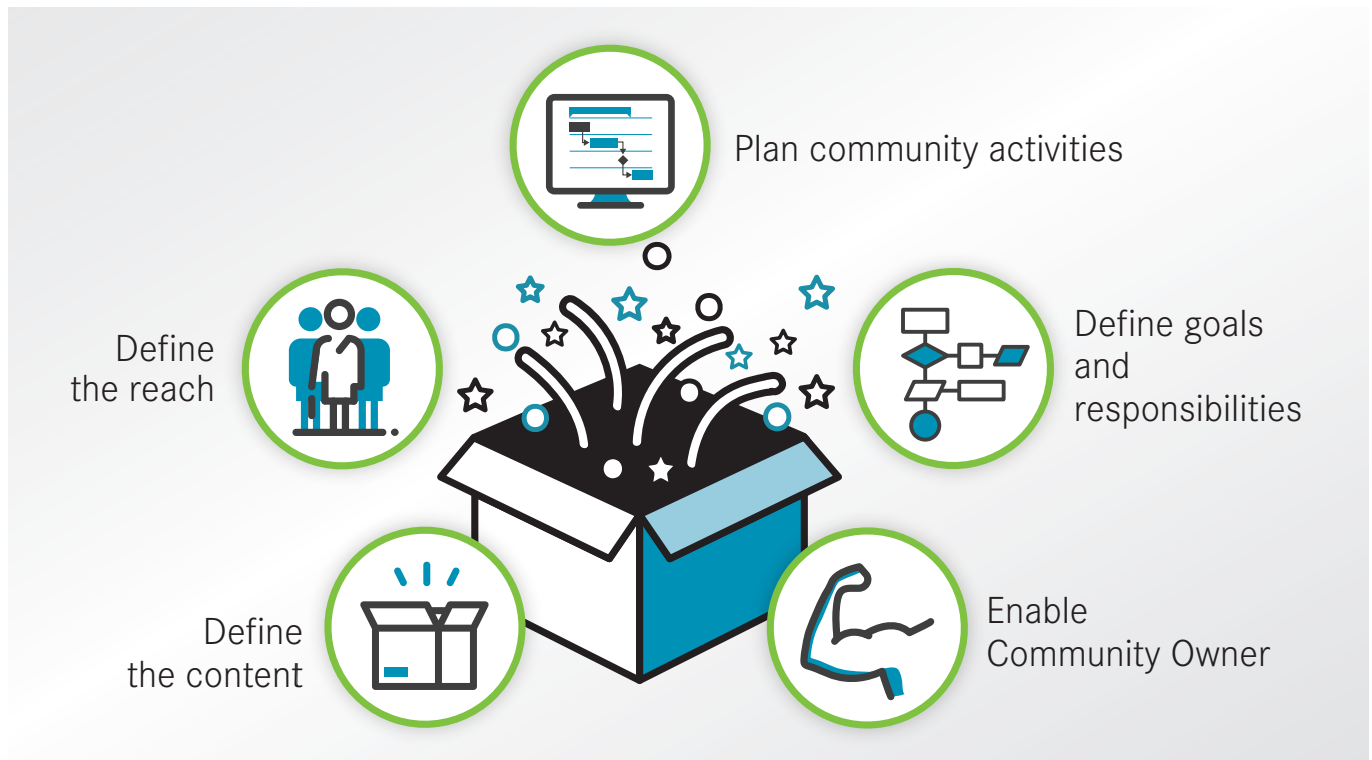 Plan community activities
Define
the reach
Define goals
and
responsibilities
Define
the content
Enable
Community Owner